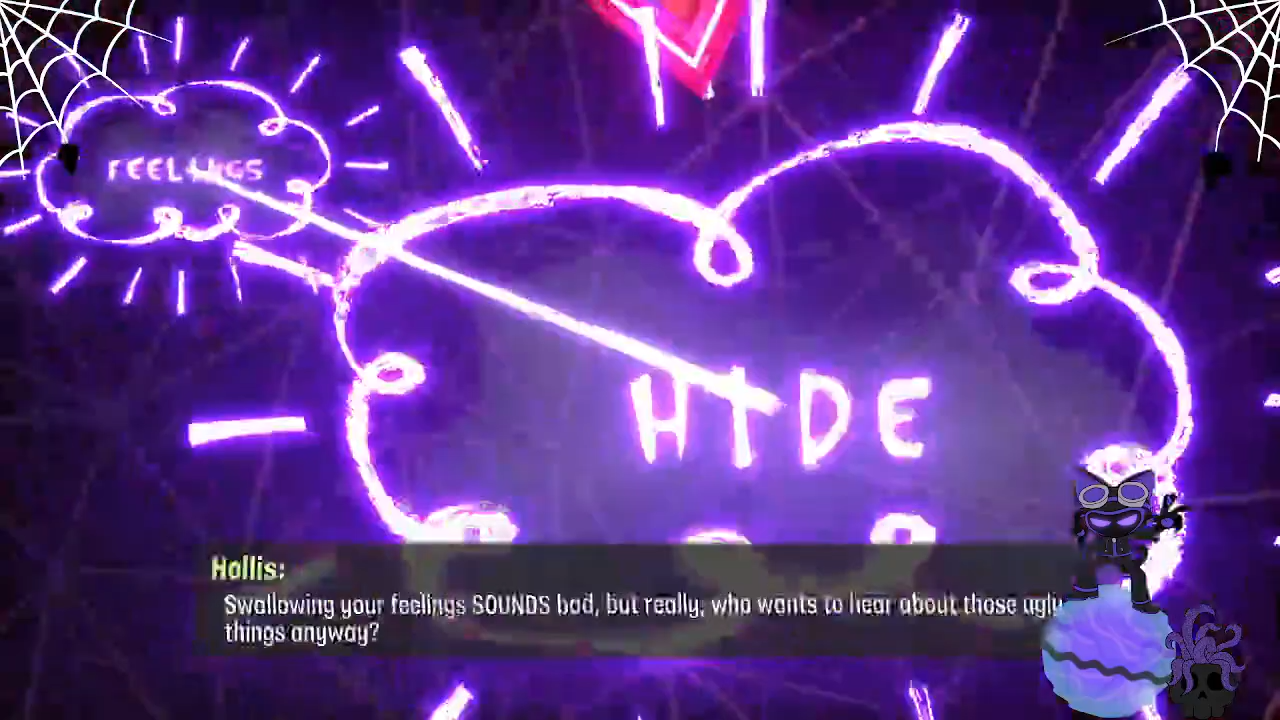 FEELINGS
HIDE
Hollis:
Swallowing your feelings SOUNDS bad, but really, who wants to hear about those ugly
things anyway?